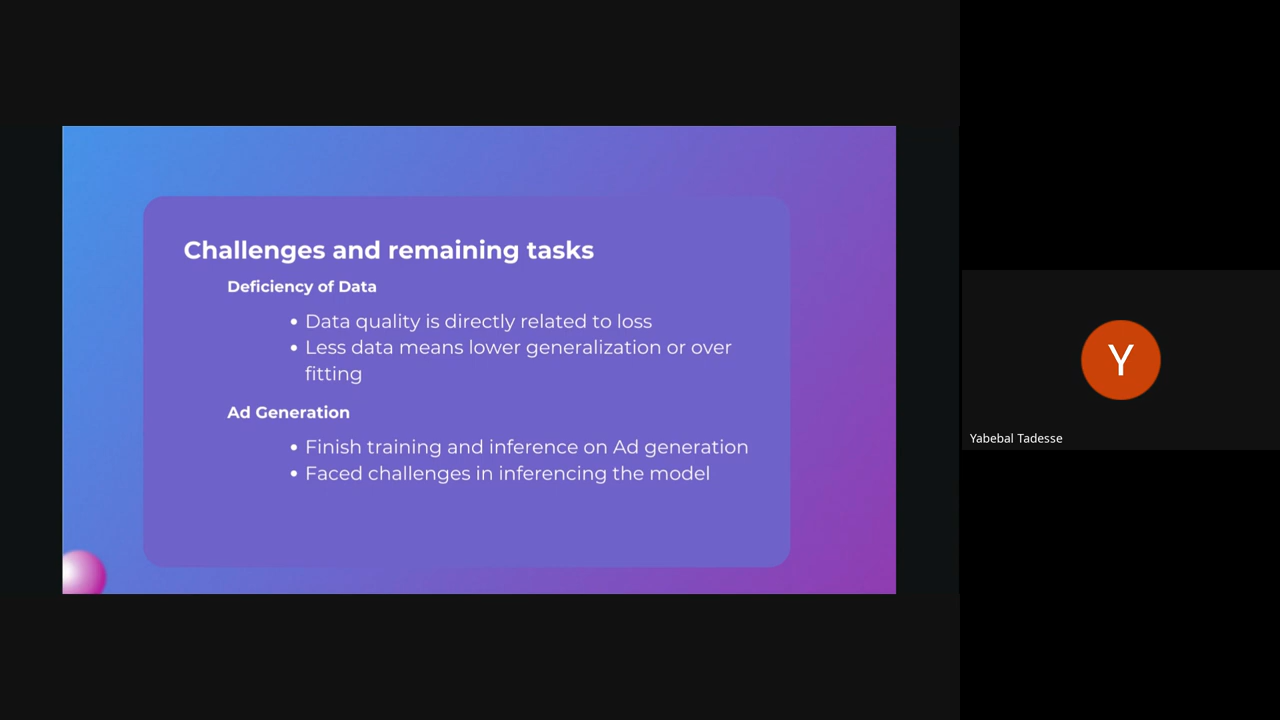 Challenges and remaining tasks
Deficiency of Data
• Data quality is directly related to loss
• Less data means lower generalization or over
fitting
Ad Generation
• Finish training and inference on Ad generation
• Faced challenges in inferencing the model
Y
Yabebal Tadesse